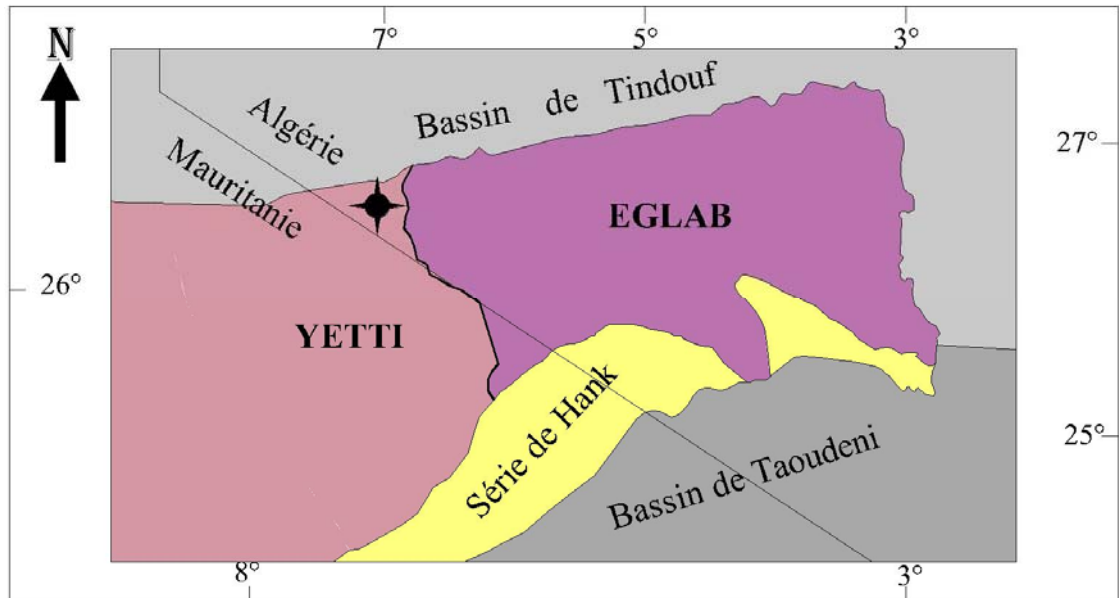 7° 5° 3°
N
Bassin de Tindouf
Algérie
27°
Mauritanie
EGLAB
26°
YETTI
Série de Hank
25°
Bassin de Taoudeni
8° 3°